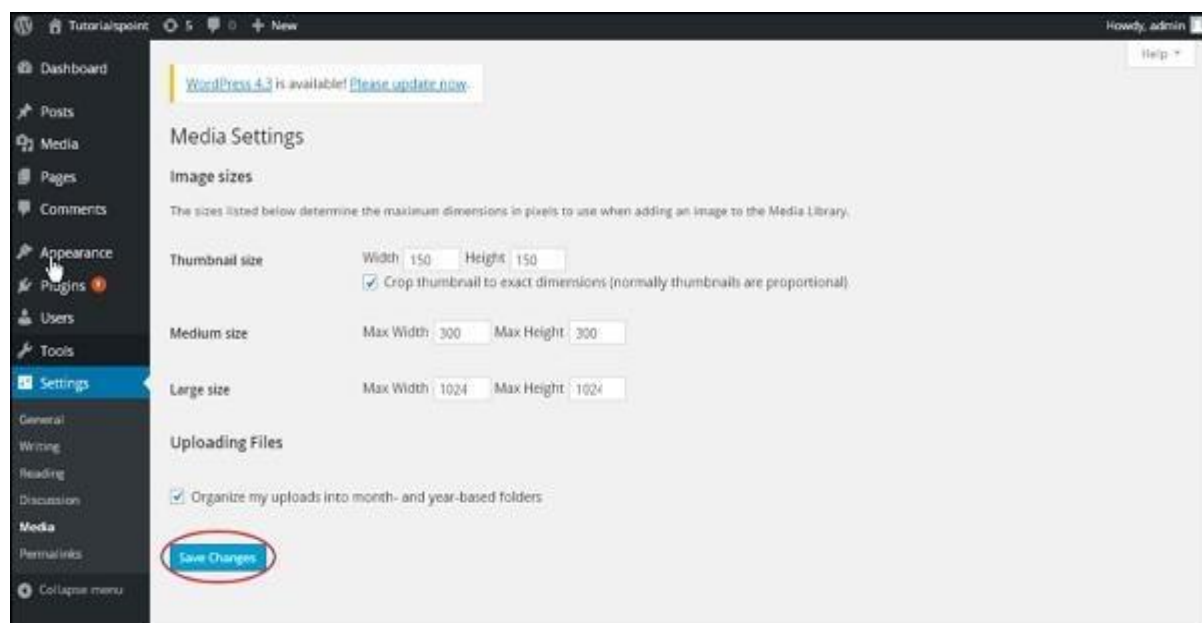 Tutorialspoint 5 0 + New Howdy, admin
Help
Dashboard
Posts
Media
Pages
Comments
Appearance
Plugins
Users
Tools
Settings
General
Writing
Reading
Discussion
Media
Permalinks
Collapse menu
WordPress 4.3 is available! Please update now.
Media Settings
Image sizes
The sizes listed below determine the maximum dimensions in pixels to use when adding an image to the Media Library.
Thumbnail size Width 150 Height 150
Crop thumbnail to exact dimensions (normally thumbnails are proportional)
Medium size Max Width 300 Max Height 300
Large size Max Width 1024 Max Height 1024
Uploading Files
Organize my uploads into month- and year-based folders
Save Changes